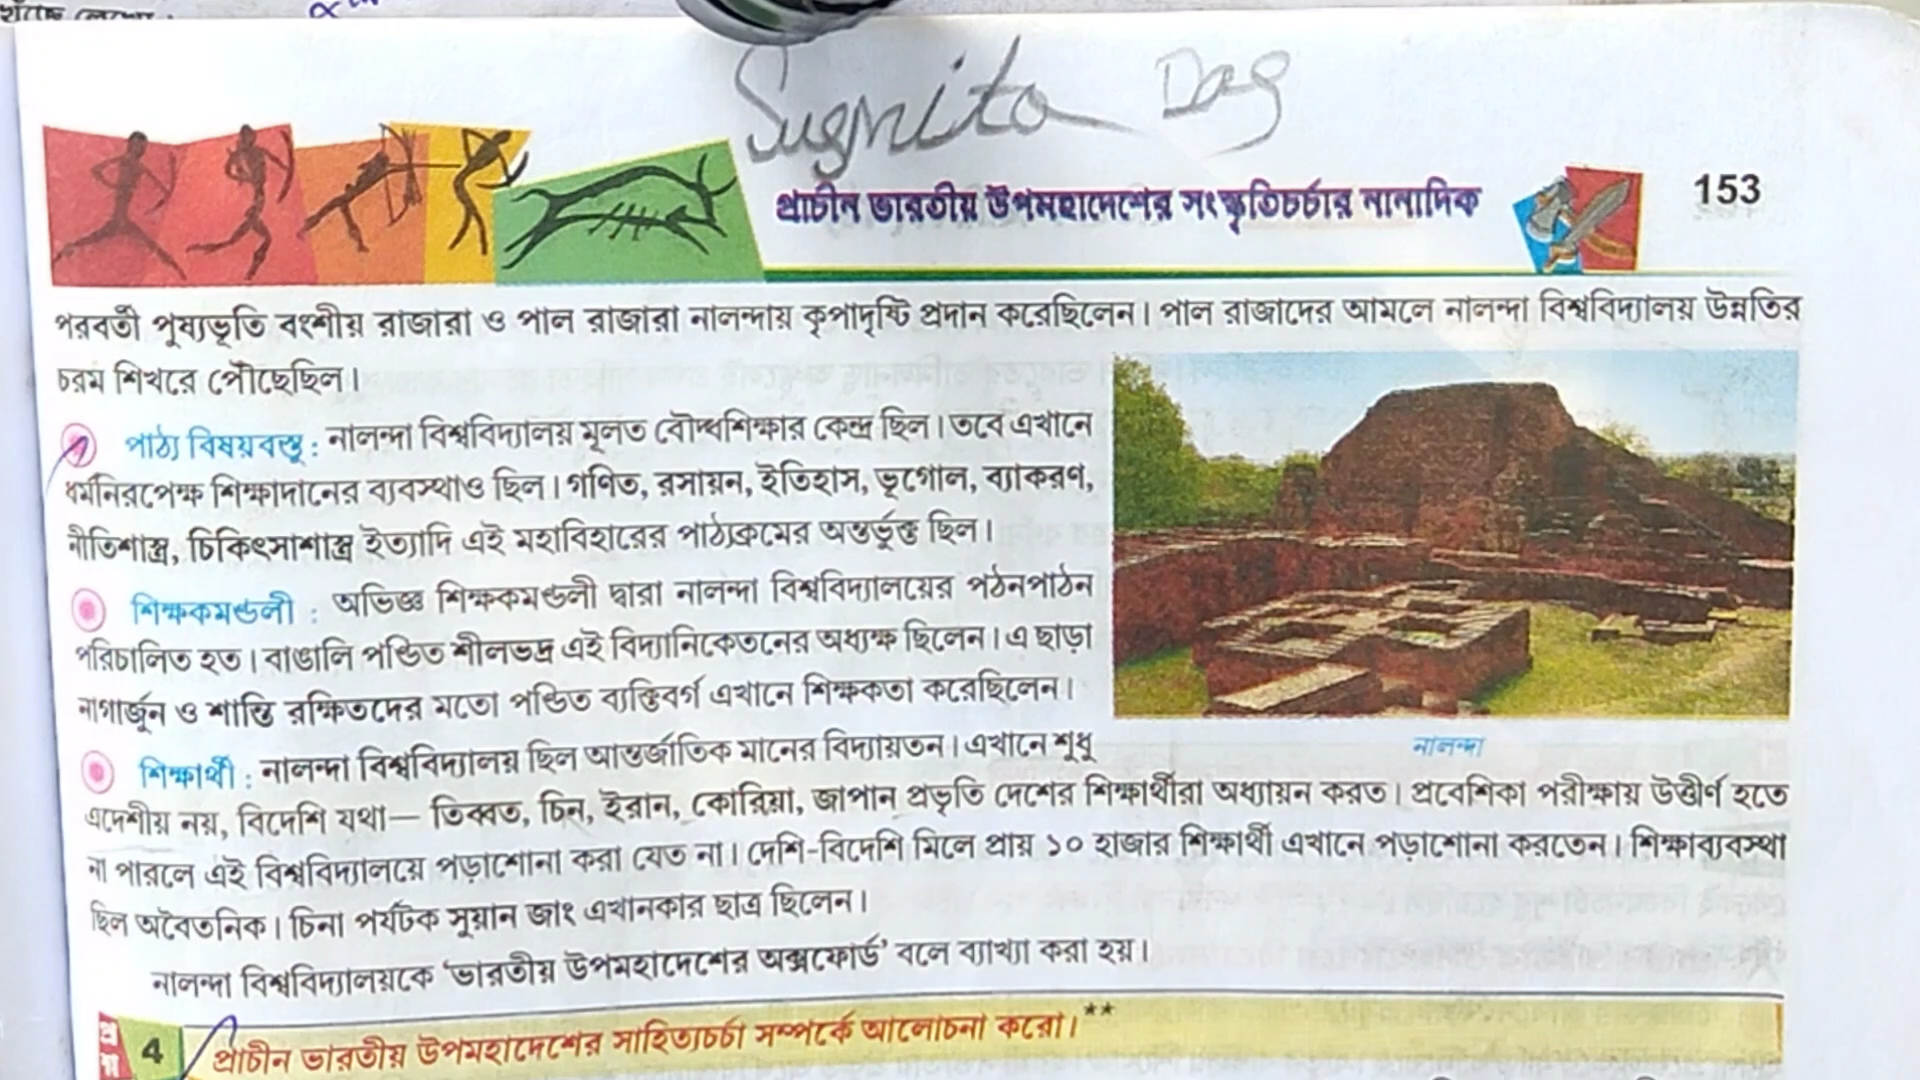 Sugnita Das
প্রাচীন ভারতীয় উপমহাদেশের সংস্কৃতিচর্চার নানাদিক
153
পরবর্তী পুষ্যভূতি বংশীয় রাজারা ও পাল রাজারা নালন্দায় কৃপাদৃষ্টি প্রদান করেছিলেন। পাল রাজাদের আমলে নালন্দা বিশ্ববিদ্যালয় উন্নতির
চরম শিখরে পৌঁছেছিল।
পাঠ্য বিষয়বস্তু : নালন্দা বিশ্ববিদ্যালয় মূলত বৌদ্ধশিক্ষার কেন্দ্র ছিল। তবে এখানে
ধর্মনিরপেক্ষ শিক্ষাদানের ব্যবস্থাও ছিল। গণিত, রসায়ন, ইতিহাস, ভূগোল, ব্যাকরণ,
নীতিশাস্ত্র, চিকিৎসাশাস্ত্র ইত্যাদি এই মহাবিহারের পাঠ্যক্রমের অন্তর্ভুক্ত ছিল।
শিক্ষকমণ্ডলী : অভিজ্ঞ শিক্ষকমণ্ডলী দ্বারা নালন্দা বিশ্ববিদ্যালয়ের পঠনপাঠন
পরিচালিত হত। বাঙালি পণ্ডিত শীলভদ্র এই বিদ্যানিকেতনের অধ্যক্ষ ছিলেন। এ ছাড়া
নাগার্জুন ও শান্তি রক্ষিতদের মতো পণ্ডিত ব্যক্তিবর্গ এখানে শিক্ষকতা করেছিলেন।
নালন্দা
শিক্ষার্থী : নালন্দা বিশ্ববিদ্যালয় ছিল আন্তর্জাতিক মানের বিদ্যায়তন। এখানে শুধু
এদেশীয় নয়, বিদেশি যথা— তিব্বত, চিন, ইরান, কোরিয়া, জাপান প্রভৃতি দেশের শিক্ষার্থীরা অধ্যায়ন করত। প্রবেশিকা পরীক্ষায় উত্তীর্ণ হতে
না পারলে এই বিশ্ববিদ্যালয়ে পড়াশোনা করা যেত না। দেশি-বিদেশি মিলে প্রায় ১০ হাজার শিক্ষার্থী এখানে পড়াশোনা করতেন। শিক্ষাব্যবস্থা
ছিল অবৈতনিক। চিনা পর্যটক সুয়ান জাং এখানকার ছাত্র ছিলেন।
নালন্দা বিশ্ববিদ্যালয়কে ‘ভারতীয় উপমহাদেশের অক্সফোর্ড’ বলে ব্যাখ্যা করা হয়।
প্রশ্ন 4 প্রাচীন ভারতীয় উপমহাদেশের সাহিত্যচর্চা সম্পর্কে আলোচনা করো।**